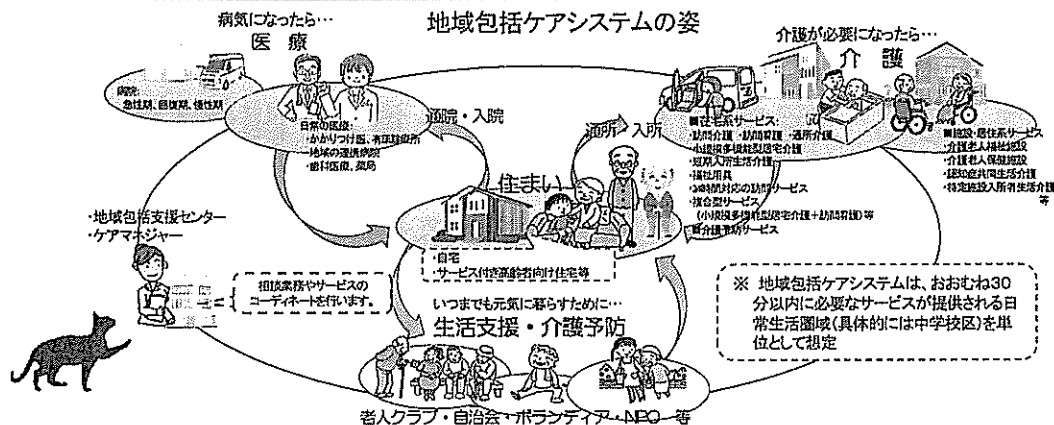 地域包括ケアシステムの姿
病気になったら…
医 療
病院:
急性期、回復期、慢性期
日常の医療:
・かかりつけ医、有床診療所
・地域の連携病院
・歯科医療、薬局
通院・入院
介護が必要になったら…
介 護
通所・入所
■在宅系サービス:
・訪問介護 ・訪問看護 ・通所介護
・小規模多機能型居宅介護
・短期入所生活介護
・福祉用具
・24時間対応の訪問サービス
・複合型サービス
(小規模多機能型居宅介護+訪問看護)等
■介護予防サービス
■施設・居住系サービス
・介護老人福祉施設
・介護老人保健施設
・認知症共同生活介護
・特定施設入所者生活介護
等
住まい
・自宅
・サービス付き高齢者向け住宅等
・地域包括支援センター
・ケアマネジャー
相談業務やサービスの
コーディネートを行います。
いつまでも元気に暮らすために…
生活支援・介護予防
老人クラブ・自治会・ボランティア・NPO 等
※ 地域包括ケアシステムは、おおむね30
分以内に必要なサービスが提供される日
常生活圏域(具体的には中学校区)を単
位として想定